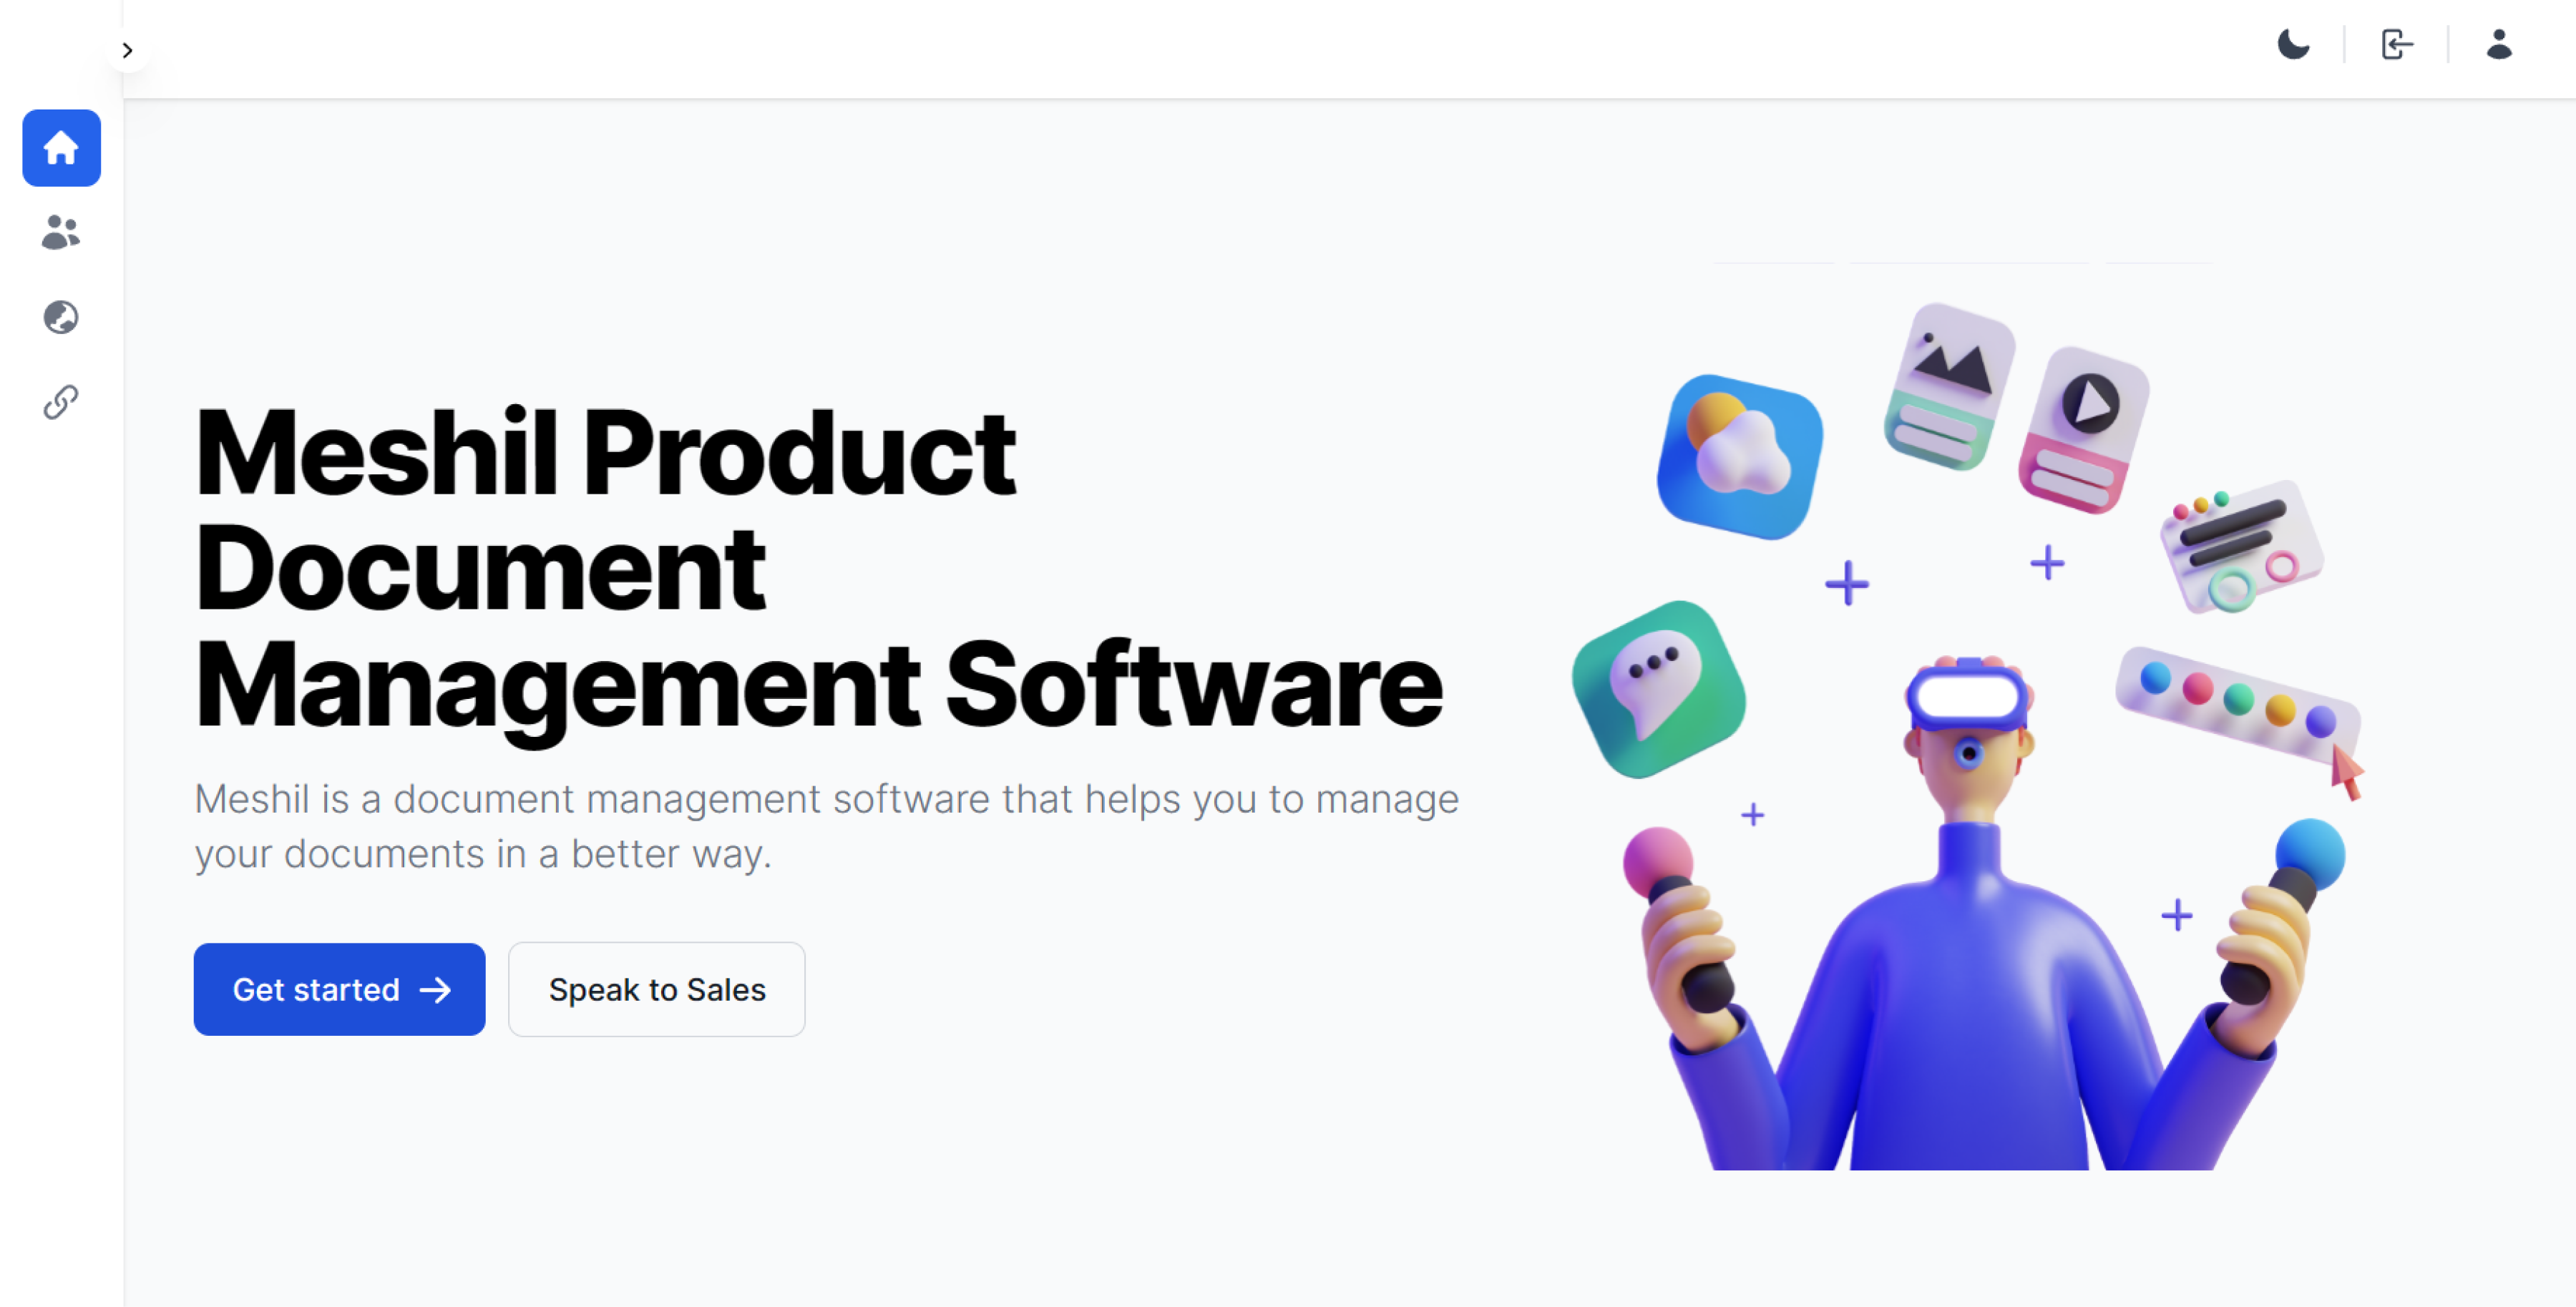 Meshil Product
Document
Management Software
Meshil is a document management software that helps you to manage
your documents in a better way.
Get started
Speak to Sales